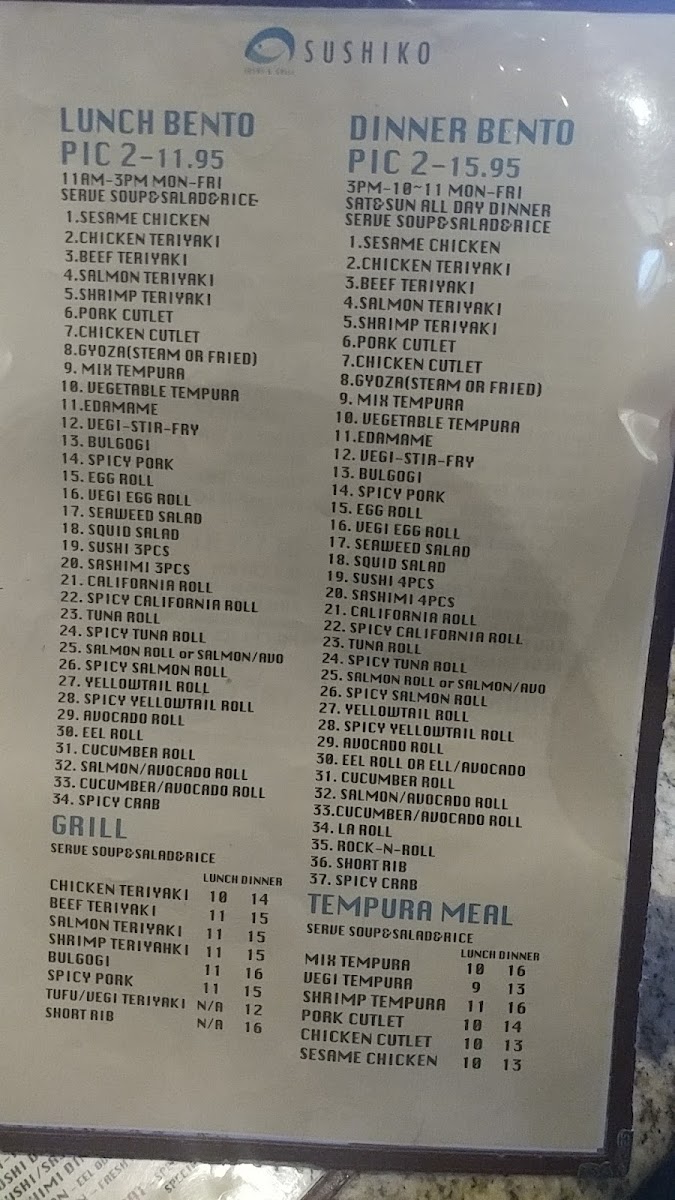 SUSHIKO
LUNCH BENTO
PIC 2-11.95
11AM-3PM MON-FRI
SERVE SOUP&SALAD&RICE
1.SESAME CHICKEN
2.CHICKEN TERIYAKI
3.BEEF TERIYAKI
4.SALMON TERIYAKI
5.SHRIMP TERIYAKI
6.PORK CUTLET
7.CHICKEN CUTLET
8.GYOZA(STEAM OR FRIED)
9. MIX TEMPURA
10. VEGETABLE TEMPURA
11.EDAMAME
12. VEGI-STIR-FRY
13. BULGOGI
14. SPICY PORK
15. EGG ROLL
16. VEGI EGG ROLL
17. SEAWEED SALAD
18. SQUID SALAD
19. SUSHI 3PCS
20. SASHIMI 3PCS
21. CALIFORNIA ROLL
22. SPICY CALIFORNIA ROLL
23. TUNA ROLL
24. SPICY TUNA ROLL
25. SALMON ROLL or SALMON/AVO
26. SPICY SALMON ROLL
27. YELLOWTAIL ROLL
28. SPICY YELLOWTAIL ROLL
29. AVOCADO ROLL
30. EEL ROLL
31. CUCUMBER ROLL
32. SALMON/AVOCADO ROLL
33. CUCUMBER/AVOCADO ROLL
34. SPICY CRAB
GRILL
SERVE SOUP&SALAD&RICE
LUNCH DINNER
CHICKEN TERIYAKI 10 14
BEEF TERIYAKI 11 15
SALMON TERIYAKI 11 15
SHRIMP TERIYAHKI 11 15
BULGOGI 11 16
SPICY PORK 11 15
TUFU/VEGI TERIYAKI N/A 12
SHORT RIB N/A 16
DINNER BENTO
PIC 2-15.95
3PM-10~11 MON-FRI
SAT&SUN ALL DAY DINNER
SERVE SOUP&SALAD&RICE
1.SESAME CHICKEN
2.CHICKEN TERIYAKI
3.BEEF TERIYAKI
4.SALMON TERIYAKI
5.SHRIMP TERIYAKI
6.PORK CUTLET
7.CHICKEN CUTLET
8.GYOZA(STEAM OR FRIED)
9. MIX TEMPURA
10. VEGETABLE TEMPURA
11.EDAMAME
12. VEGI-STIR-FRY
13. BULGOGI
14. SPICY PORK
15. EGG ROLL
16. VEGI EGG ROLL
17. SEAWEED SALAD
18. SQUID SALAD
19. SUSHI 4PCS
20. SASHIMI 4PCS
21. CALIFORNIA ROLL
22. SPICY CALIFORNIA ROLL
23. TUNA ROLL
24. SPICY TUNA ROLL
25. SALMON ROLL or SALMON/AVO
26. SPICY SALMON ROLL
27. YELLOWTAIL ROLL
28. SPICY YELLOWTAIL ROLL
29. AVOCADO ROLL
30. EEL ROLL OR ELL/AVOCADO
31. CUCUMBER ROLL
32. SALMON/AVOCADO ROLL
33.CUCUMBER/AVOCADO ROLL
34. LA ROLL
35. ROCK-N-ROLL
36. SHORT RIB
37. SPICY CRAB
TEMPURA MEAL
SERVE SOUP&SALAD&RICE
LUNCH DINNER
MIX TEMPURA 10 16
VEGI TEMPURA 9 13
SHRIMP TEMPURA 11 16
PORK CUTLET 10 14
CHICKEN CUTLET 10 13
SESAME CHICKEN 10 13